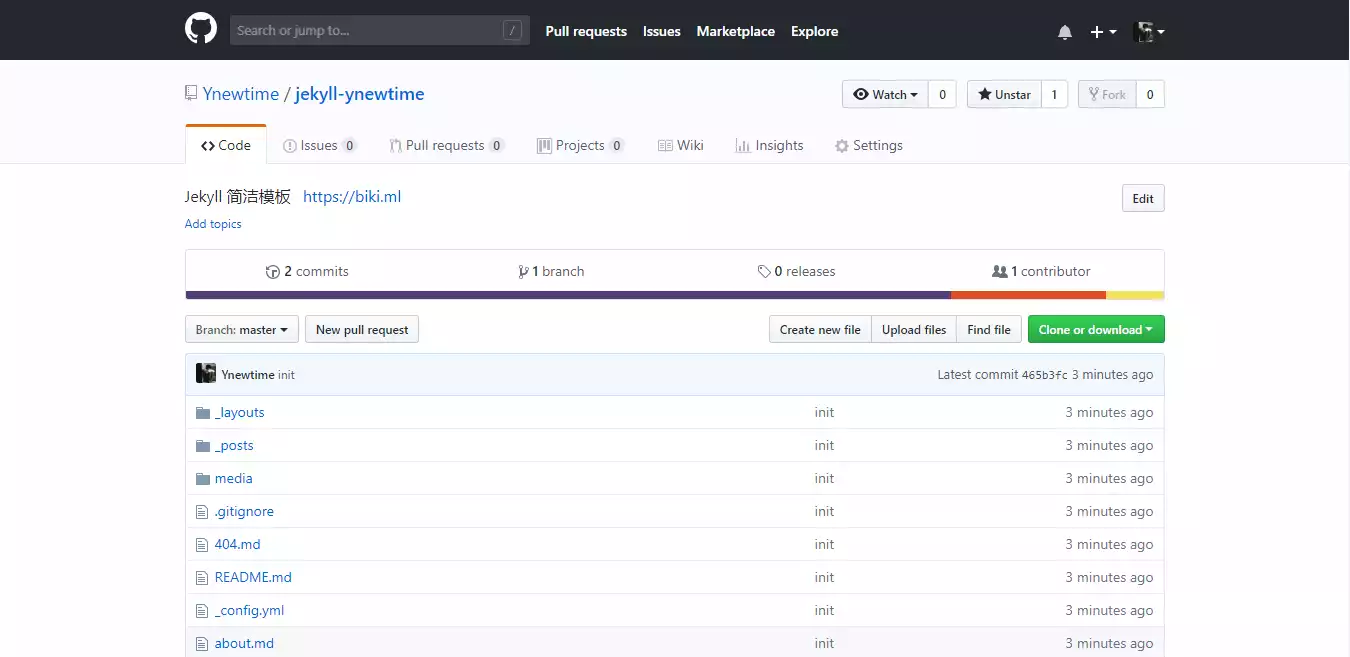 Search or jump to... / Pull requests Issues Marketplace Explore
Ynewtime / jekyll-ynewtime Watch 0 Unstar 1 Fork 0
Code Issues 0 Pull requests 0 Projects 0 Wiki Insights Settings
Jekyll 简洁模板 https://biki.ml Edit
Add topics
2 commits 1 branch 0 releases 1 contributor
Branch: master New pull request Create new file Upload files Find file Clone or download
Ynewtime init Latest commit 465b3fc 3 minutes ago
_layouts init 3 minutes ago
_posts init 3 minutes ago
media init 3 minutes ago
.gitignore init 3 minutes ago
404.md init 3 minutes ago
README.md init 3 minutes ago
_config.yml init 3 minutes ago
about.md init 3 minutes ago